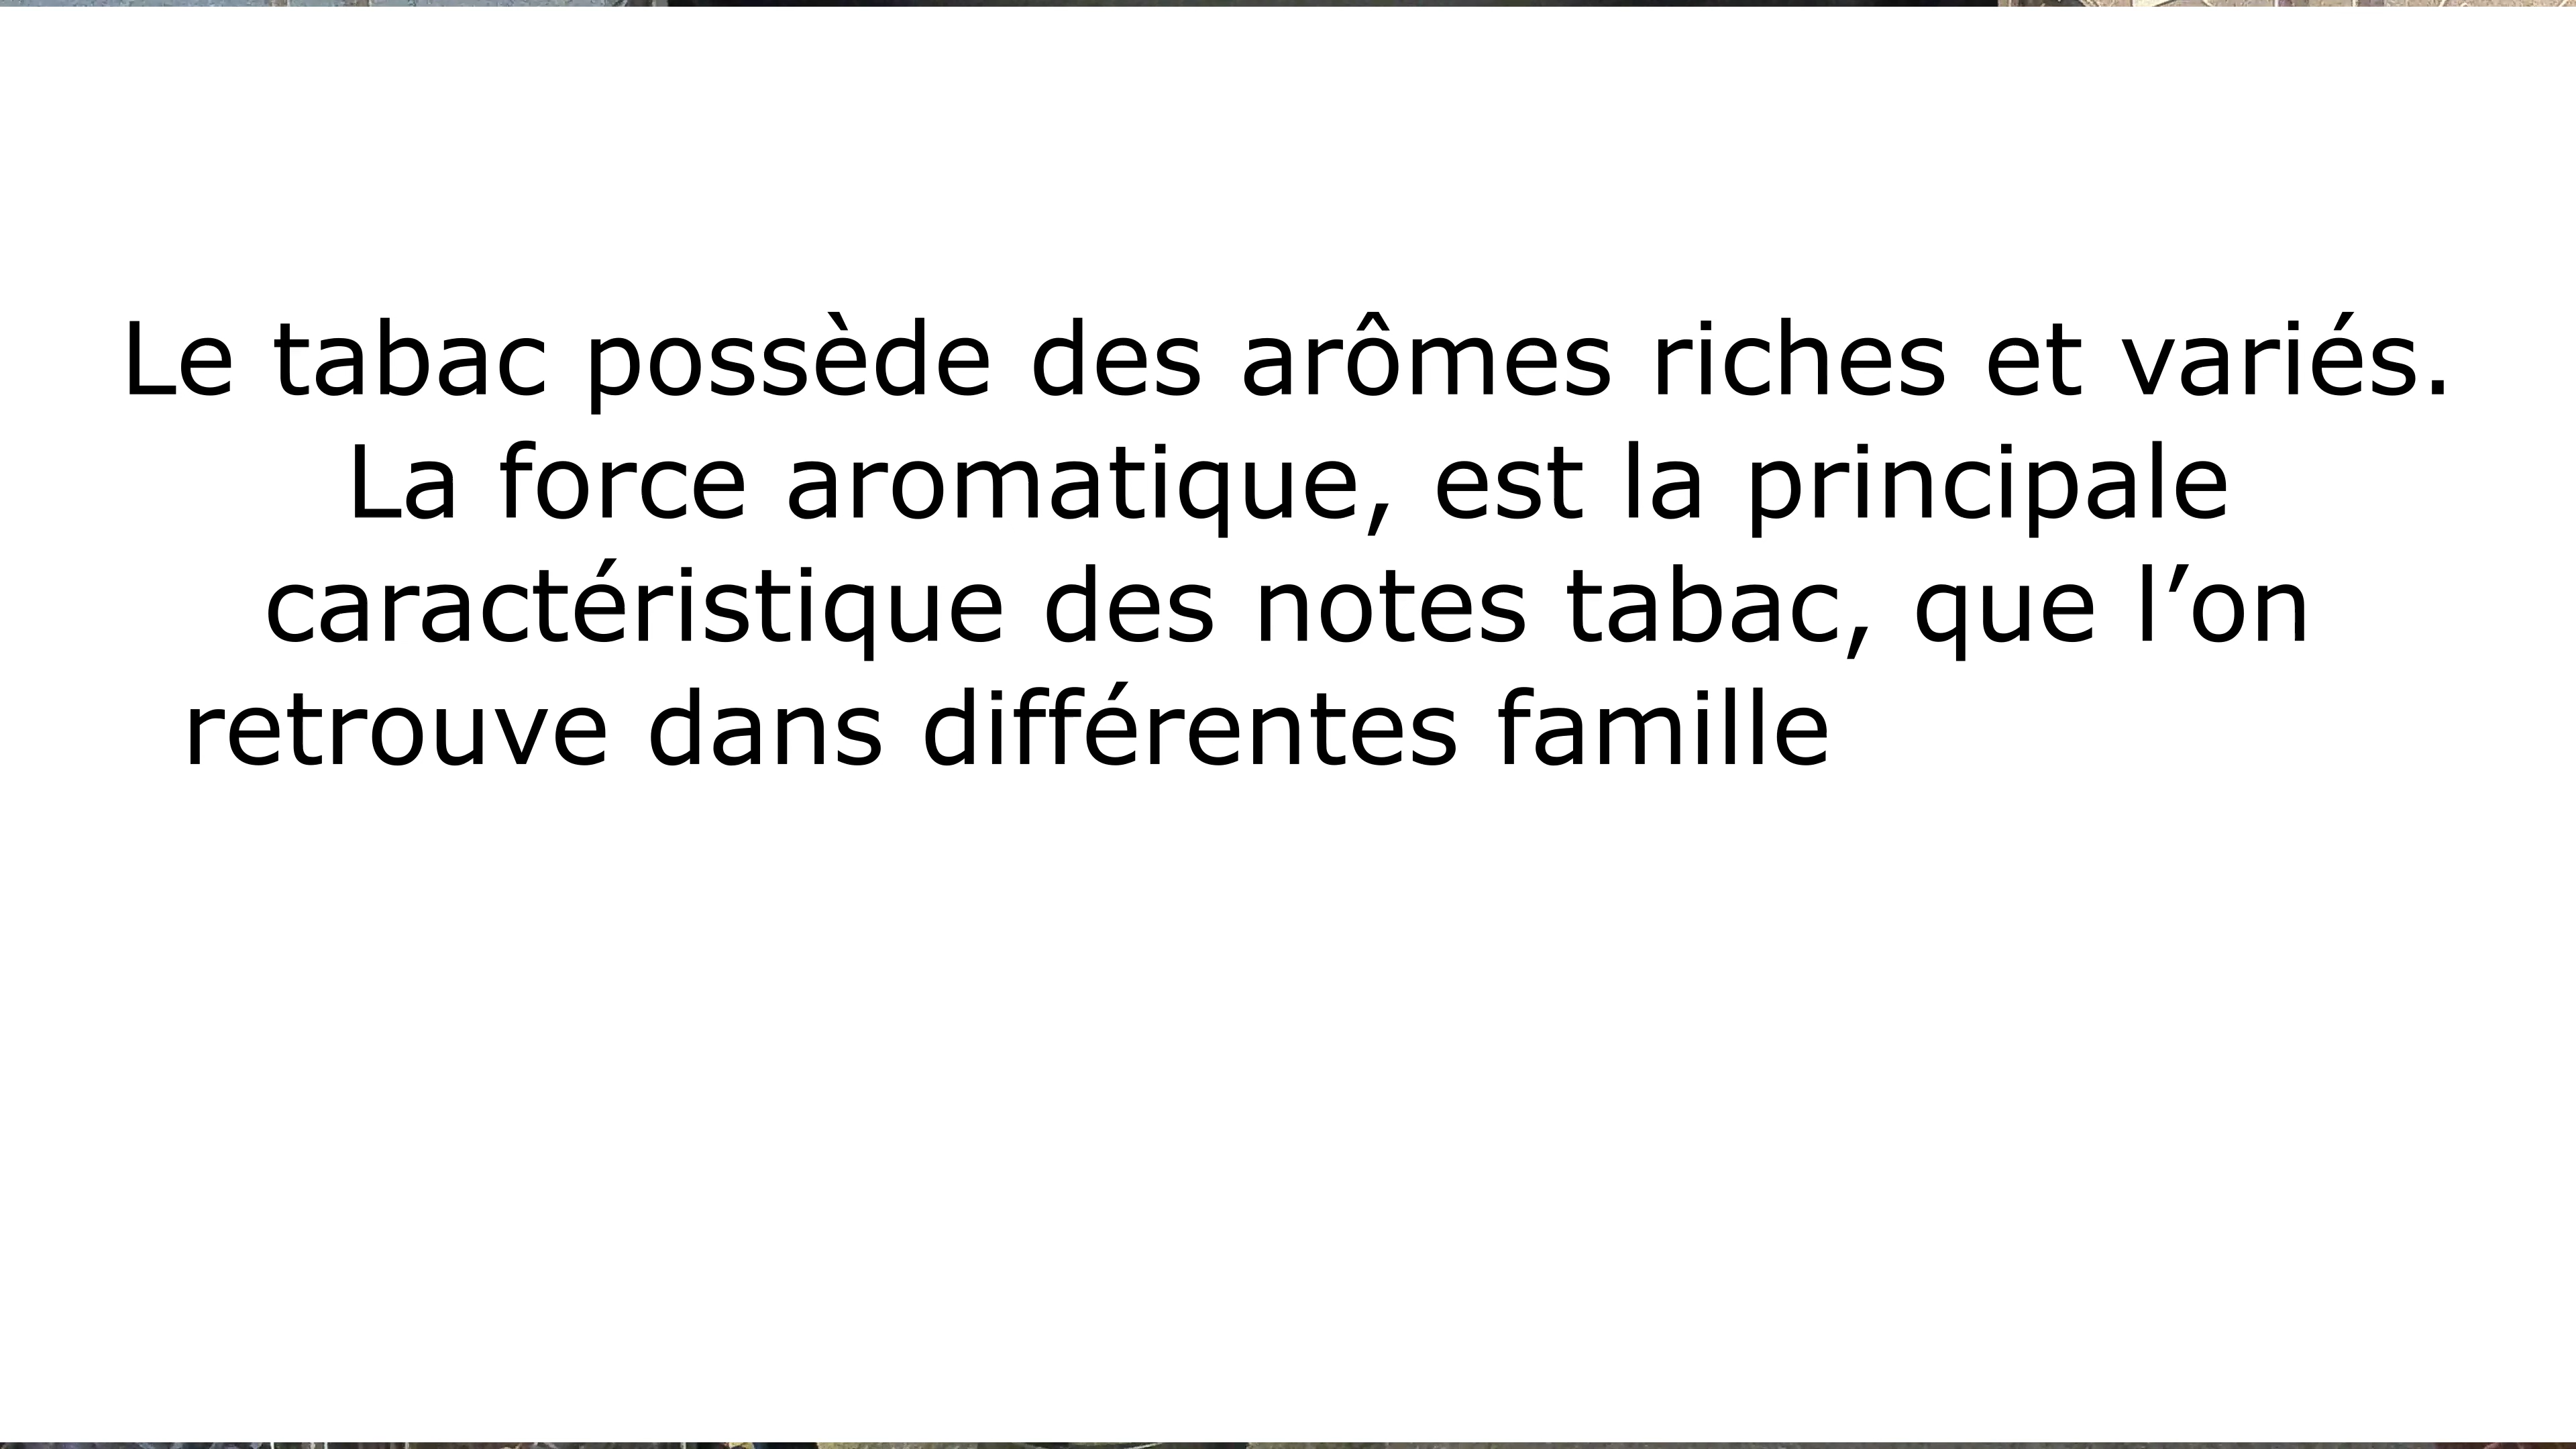 Le tabac possède des arômes riches et variés.
La force aromatique, est la principale
caractéristique des notes tabac, que l’on
retrouve dans différentes famille